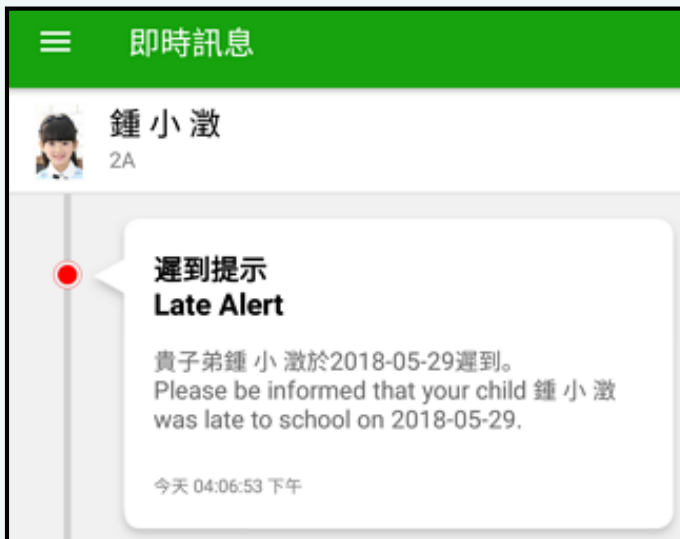 即時訊息
鍾 小 澂
2A
遲到提示
Late Alert
貴子弟鍾 小 澂於2018-05-29遲到。
Please be informed that your child 鍾 小 澂
was late to school on 2018-05-29.
今天 04:06:53 下午